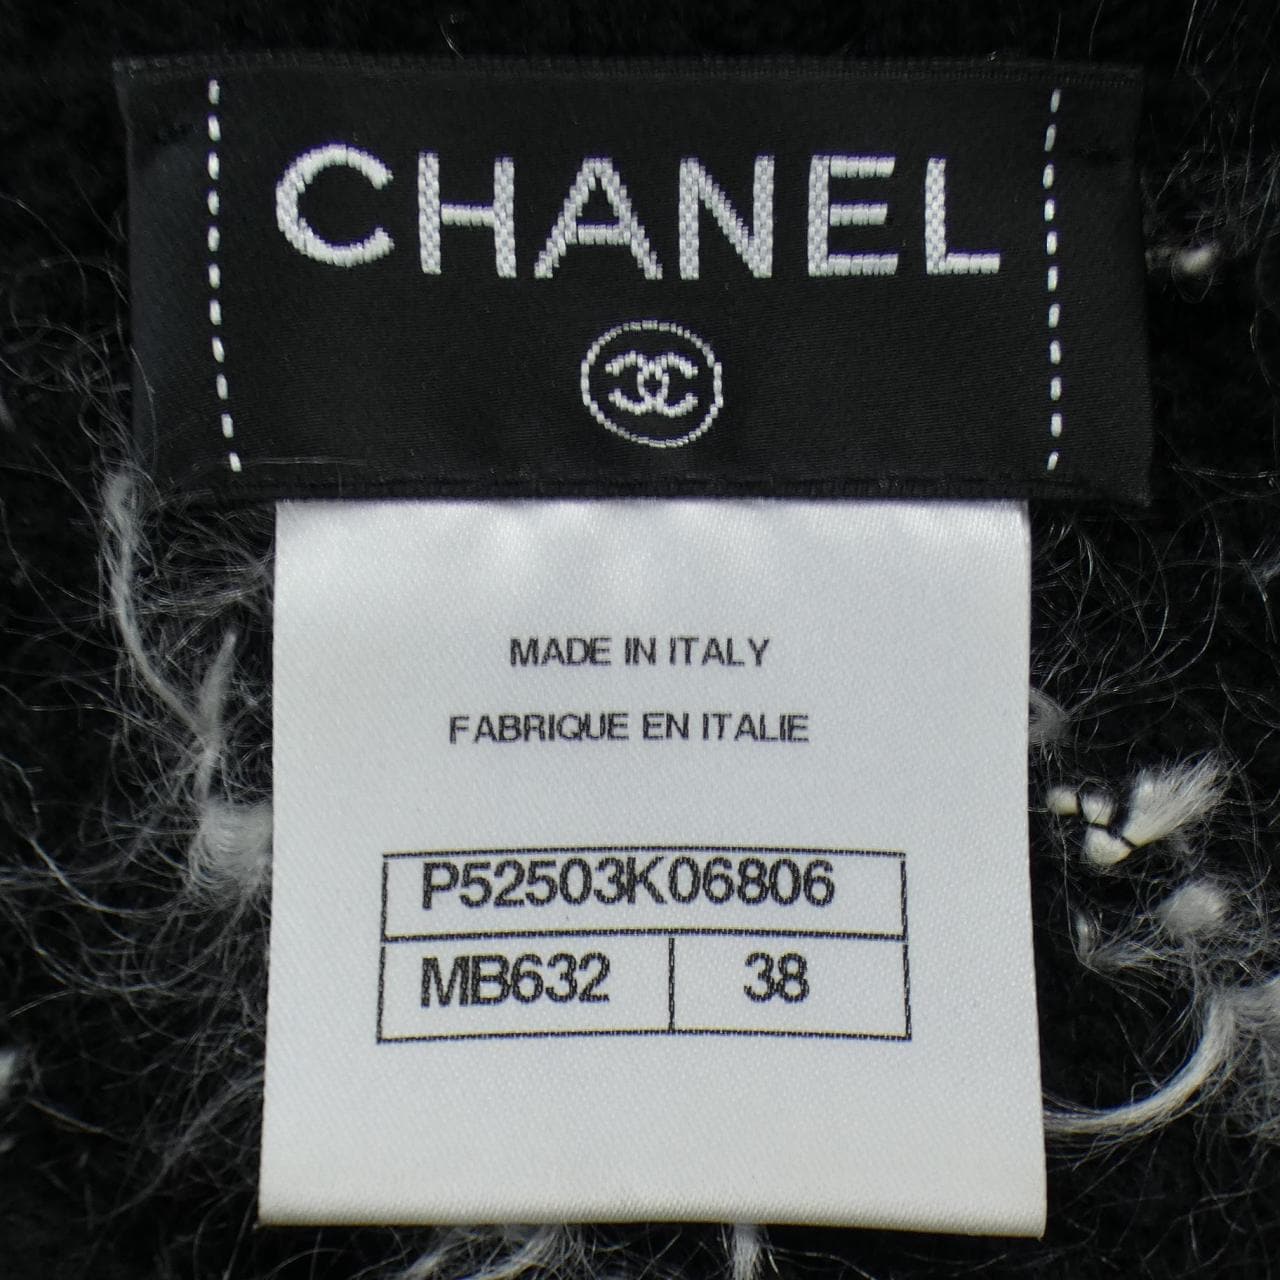 CHANEL
MADE IN ITALY
FABRIQUE EN ITALIE
P52503K06806
MB632 38